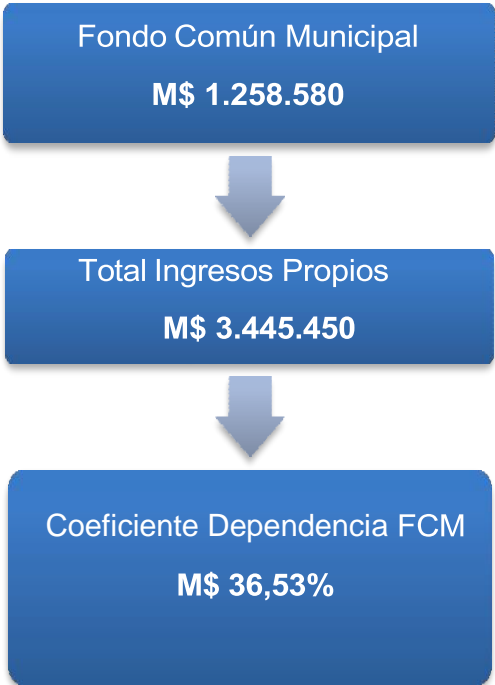 Fondo Común Municipal
M$ 1.258.580
Total Ingresos Propios
M$ 3.445.450
Coeficiente Dependencia FCM
M$ 36,53%